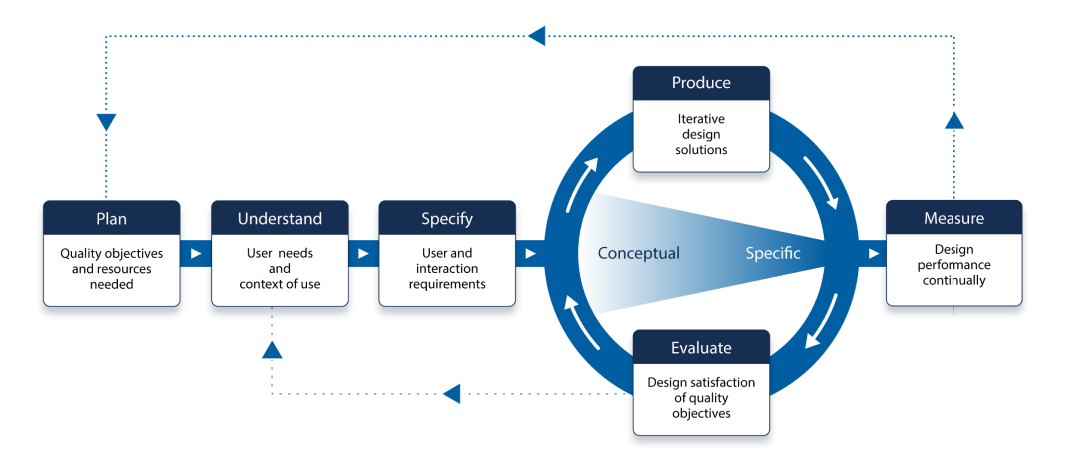 Plan
Quality objectives
and resources
needed
Understand
User needs
and
context of use
Specify
User and
interaction
requirements
Produce
Iterative
design
solutions
Conceptual
Specific
Evaluate
Design satisfaction
of quality
objectives
Measure
Design
performance
continually